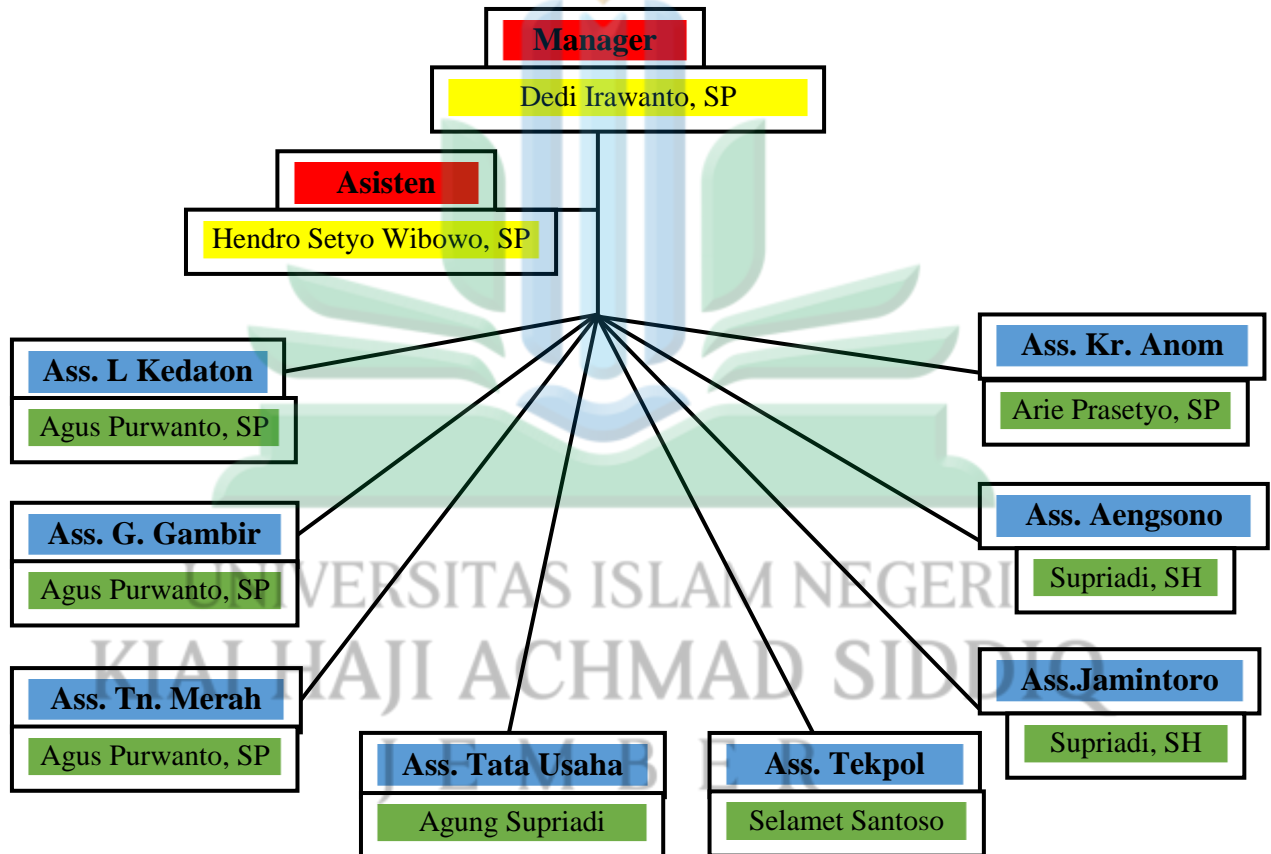 Manager
Dedi Irawanto, SP
Asisten
Hendro Setyo Wibowo, SP
Ass. L Kedaton
Agus Purwanto, SP
Ass. G. Gambir
Agus Purwanto, SP
Ass. Tn. Merah
Agus Purwanto, SP
Ass. Tata Usaha
Agung Supriadi
Ass. Tekpol
Selamet Santoso
Ass. Kr. Anom
Arie Prasetyo, SP
Ass. Aengsono
Supriadi, SH
Ass.Jamintoro
Supriadi, SH
UNIVERSITAS ISLAM NEGERI
KIAI HAJI ACHMAD SIDDIQ
J E M B E R